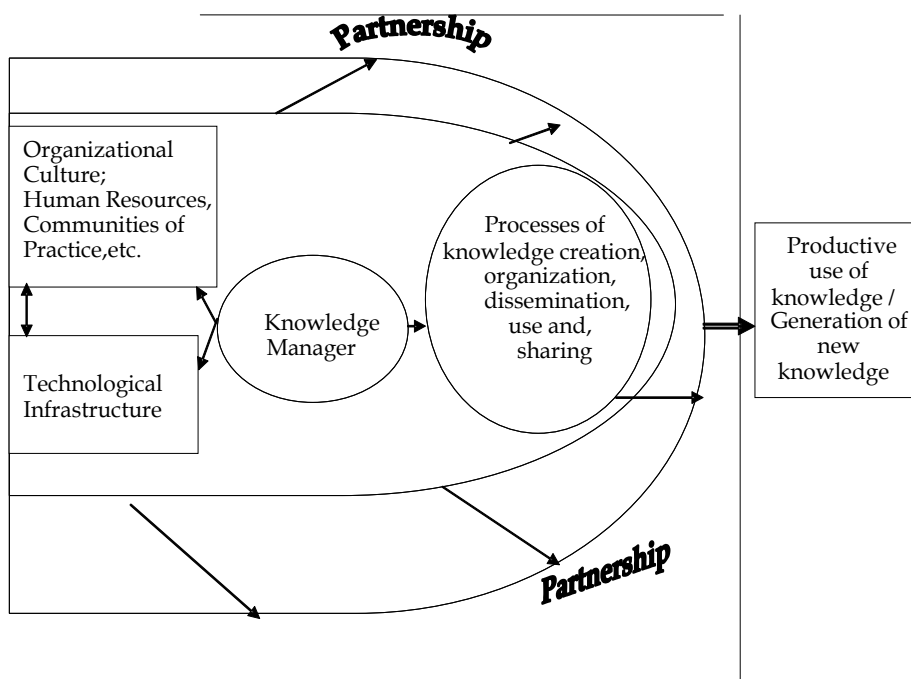 Partnership
Organizational
Culture;
Human Resources,
Communities of
Practice,etc.
Technological
Infrastructure
Knowledge
Manager
Processes of
knowledge creation,
organization,
dissemination,
use and,
sharing
Productive
use of
knowledge /
Generation of
new
knowledge
Partnership